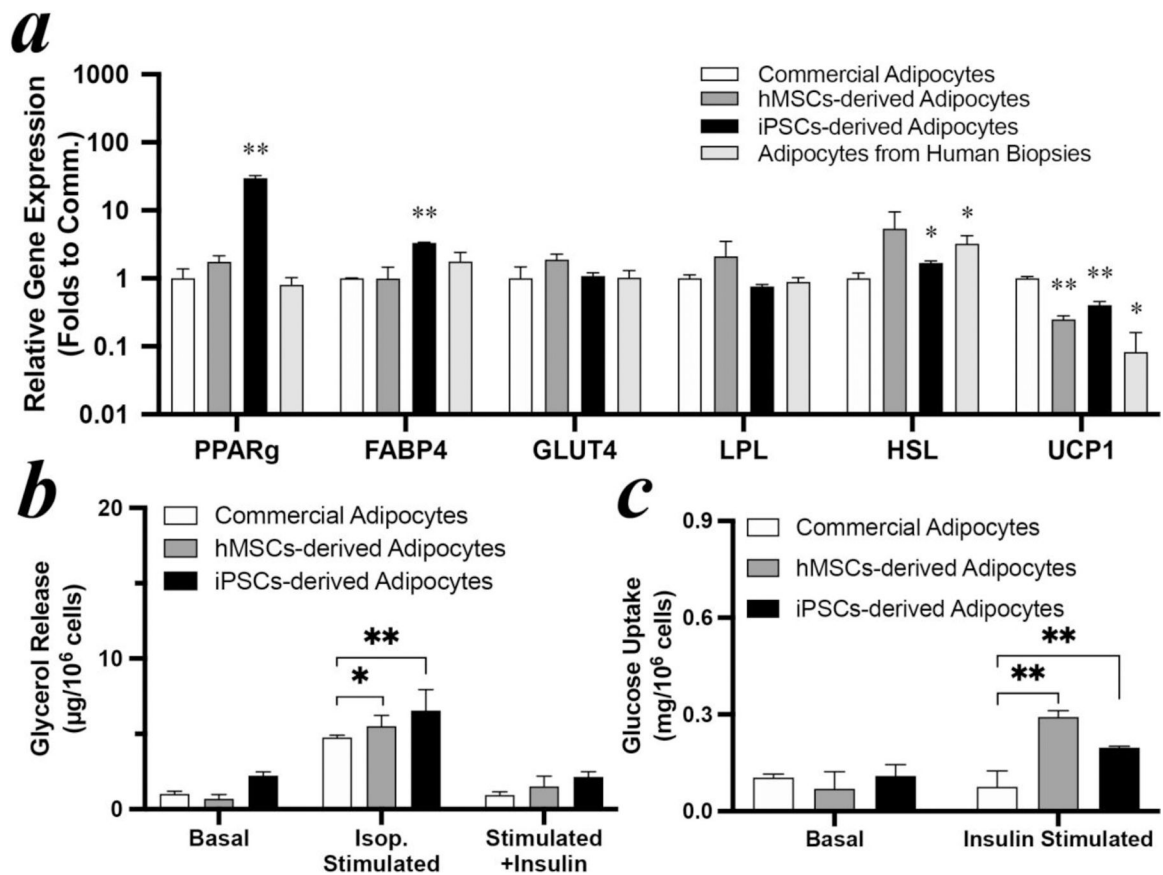 a
Relative Gene Expression
(Folds to Comm.)
1000
100
10
1
0.1
0.01
Commercial Adipocytes
hMSCs-derived Adipocytes
iPSCs-derived Adipocytes
Adipocytes from Human Biopsies
**
**
*
*
**
**
*
PPARg
FABP4
GLUT4
LPL
HSL
UCP1
b
Glycerol Release
(µg/10⁶ cells)
20
10
0
Commercial Adipocytes
hMSCs-derived Adipocytes
iPSCs-derived Adipocytes
**
*
Basal
Isop.
Stimulated
Stimulated
+Insulin
c
Glucose Uptake
(mg/10⁶ cells)
0.9
0.6
0.3
0.0
Commercial Adipocytes
hMSCs-derived Adipocytes
iPSCs-derived Adipocytes
**
**
Basal
Insulin Stimulated